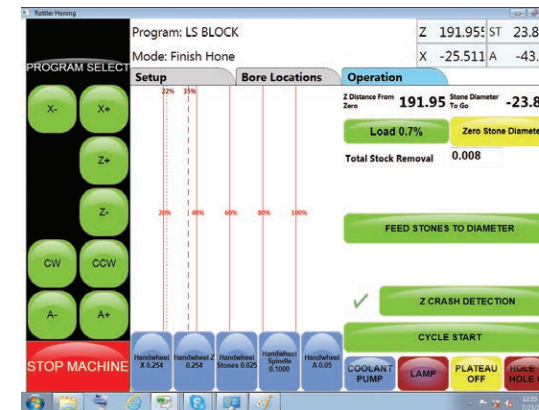 Rottler Honing
Program: LS BLOCK
Z 191.955 ST 23.8
Mode: Finish Hone
X -25.511 A -43.
PROGRAM SELECT
Setup Bore Locations Operation
22% 35%
Z Distance From Zero 191.95 Stone Diameter To Go -23.8
X- X+
Load 0.7% Zero Stone Diamete
Total Stock Removal 0.008
Z+
Z-
20% 40% 60% 80% 100%
FEED STONES TO DIAMETER
CW CCW
Z CRASH DETECTION
A- A+
CYCLE START
STOP MACHINE
Handwheel X 0.254
Handwheel Z 0.254
Handwheel Stones 0.025
Handwheel Spindle 0.1000
Handwheel A 0.05
COOLANT PUMP
LAMP
PLATEAU OFF
HOLE
HOLE
12:55